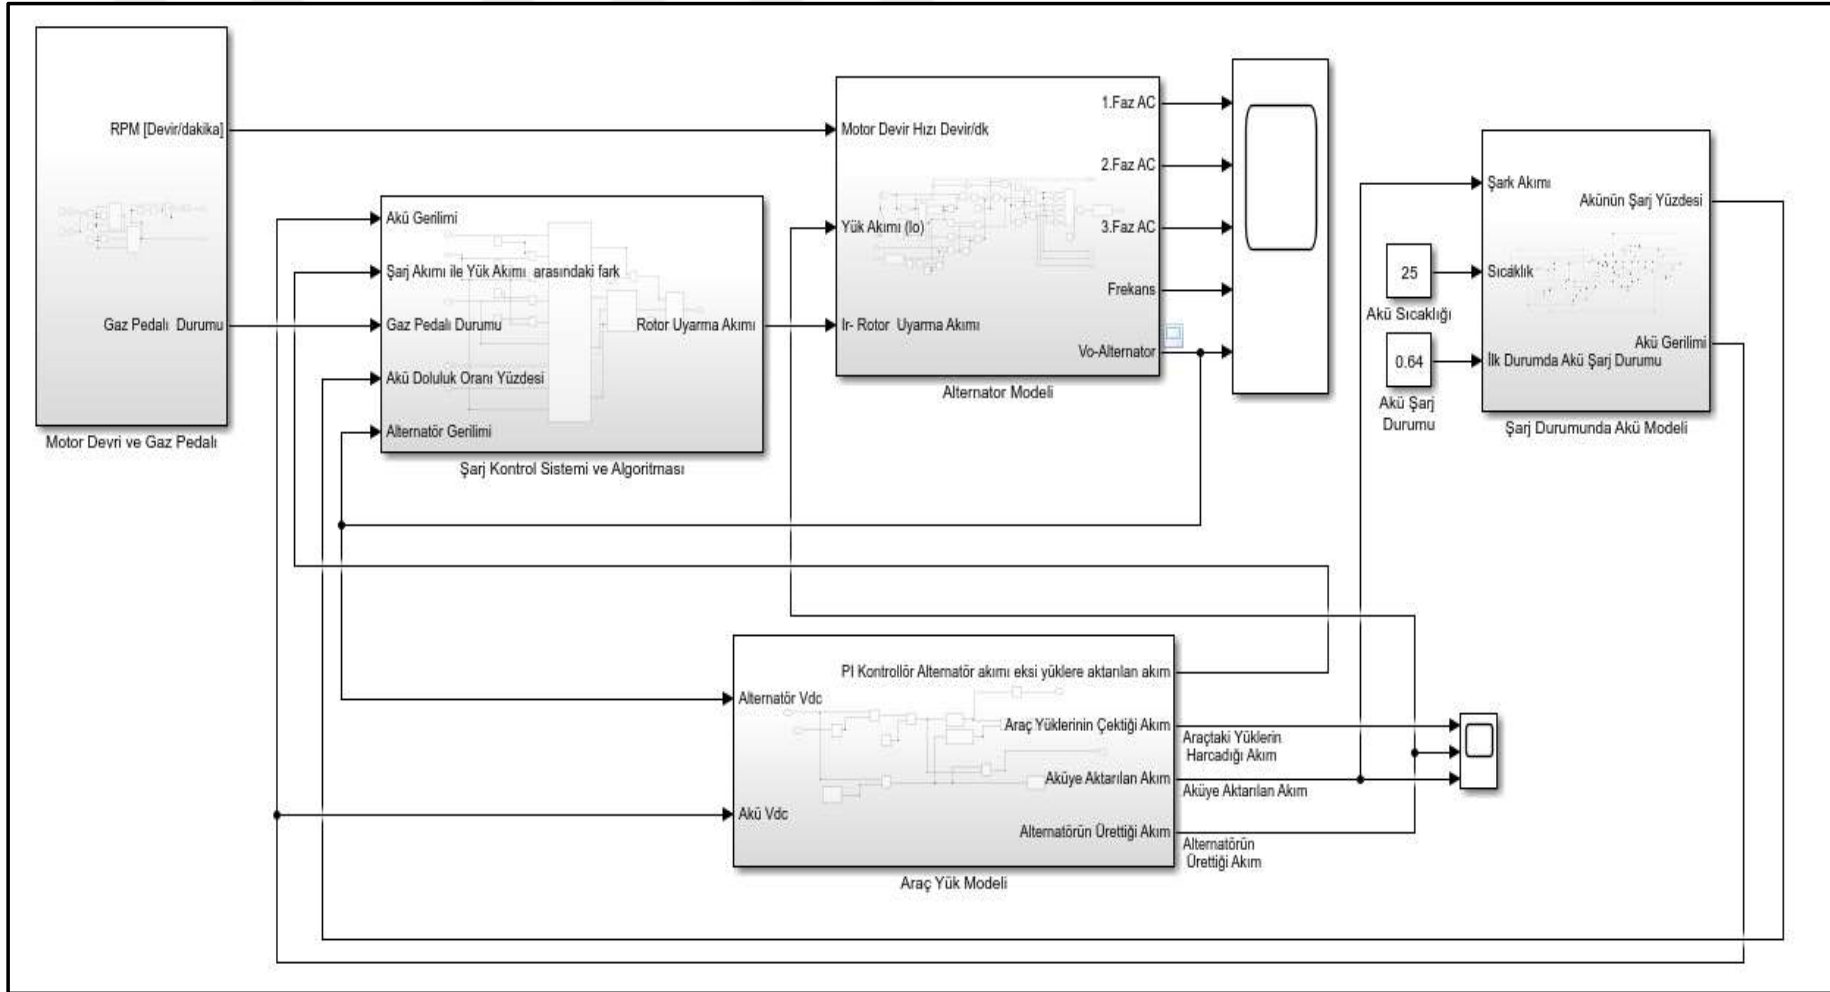 RPM [Devir/dakika]
Gaz Pedalı Durumu
Motor Devri ve Gaz Pedalı
Akü Gerilimi
Şarj Akımı ile Yük Akımı arasındaki fark
Gaz Pedalı Durumu
Rotor Uyarma Akımı
Akü Doluluk Oranı Yüzdesi
Alternatör Gerilimi
Şarj Kontrol Sistemi ve Algoritması
Motor Devir Hızı Devir/dk
Yük Akımı (Io)
Ir- Rotor Uyarma Akımı
1.Faz AC
2.Faz AC
3.Faz AC
Frekans
Vo-Alternator
Alternator Modeli
25
Akü Sıcaklığı
0.64
Akü Şarj
Durumu
Şark Akımı
Akünün Şarj Yüzdesi
Sıcaklık
Akü Gerilimi
İlk Durumda Akü Şarj Durumu
Şarj Durumunda Akü Modeli
PI Kontrollör Alternatör akımı eksi yüklere aktarılan akım
Alternatör Vdc
Araç Yüklerinin Çektiği Akım
Aküye Aktarılan Akım
Akü Vdc
Alternatörün Ürettiği Akım
Araç Yük Modeli
Araçtaki Yüklerin
Harcadığı Akım
Aküye Aktarılan Akım
Alternatörün
Ürettiği Akım